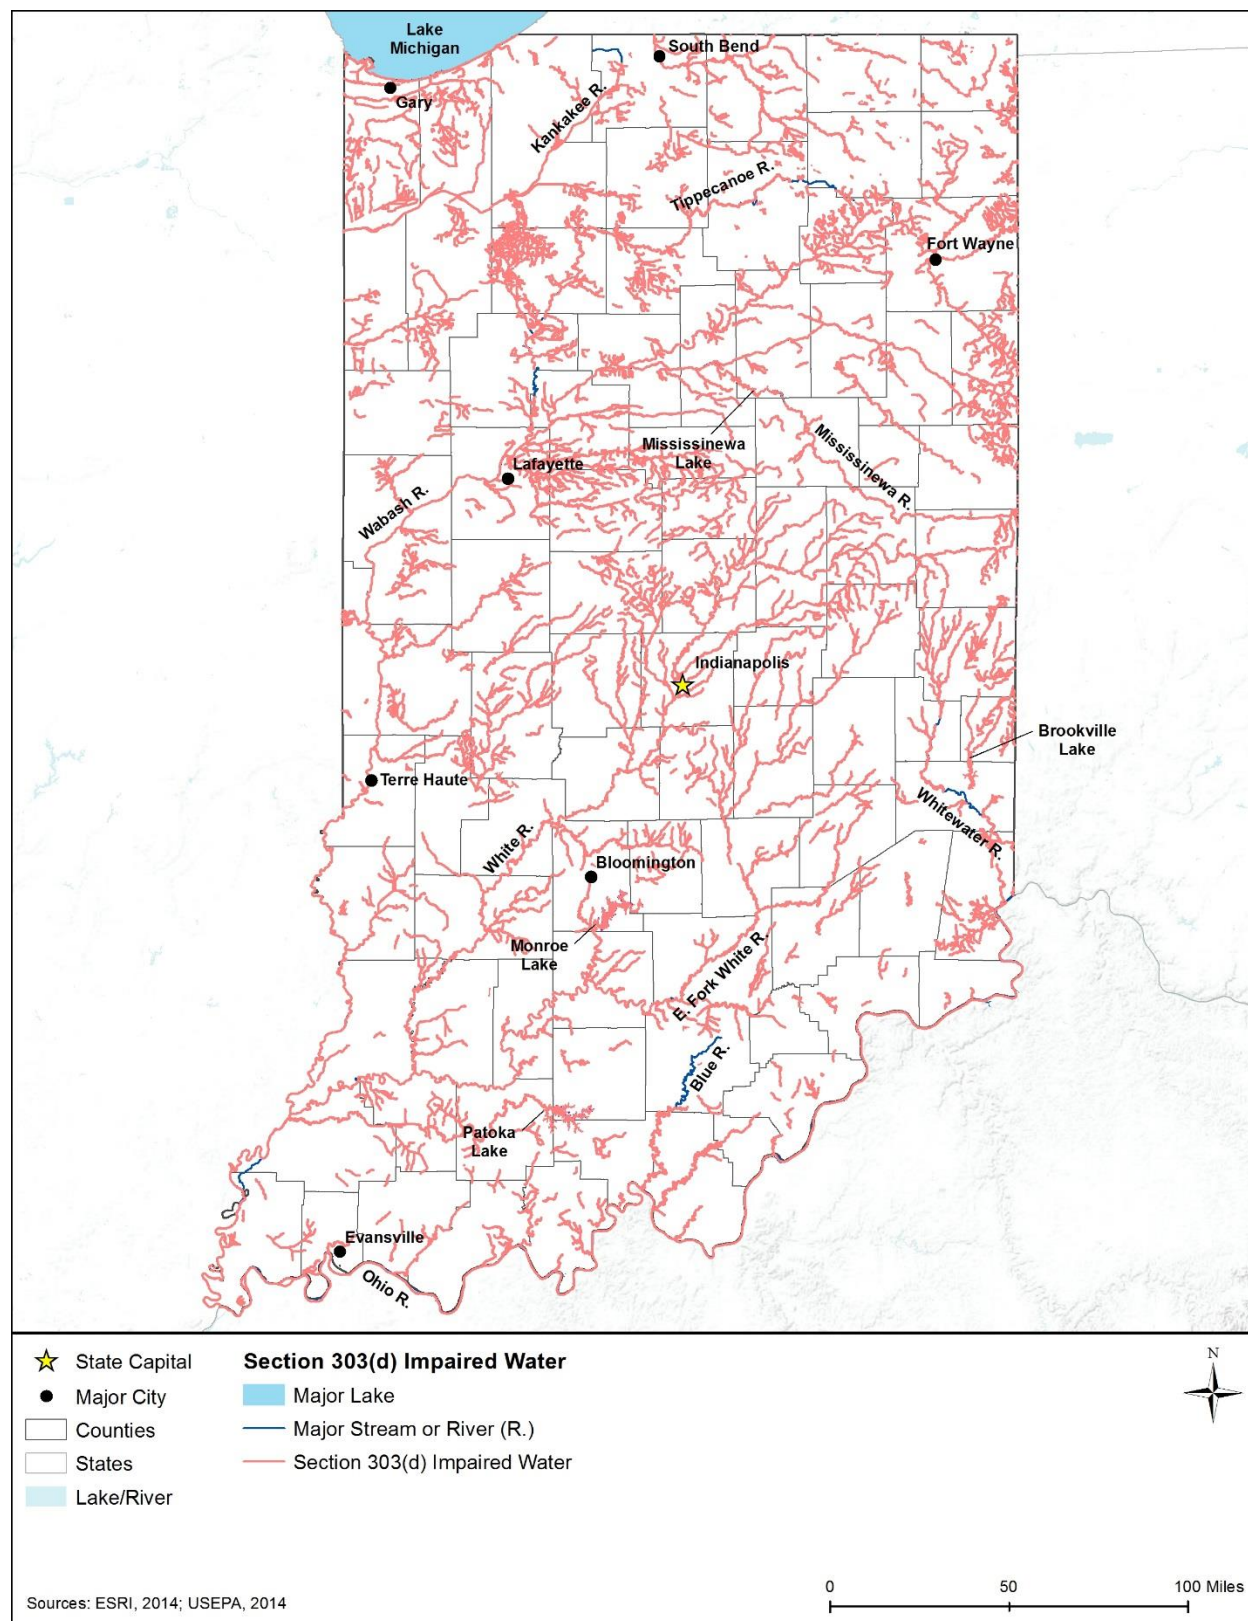 Lake
Michigan
South Bend
Gary
Kankakee R.
Tippecanoe R.
Fort Wayne
Mississinewa
Lake
Mississinewa R.
Lafayette
Wabash R.
Indianapolis
Brookville
Lake
Terre Haute
Whitewater R.
White R.
Bloomington
Monroe
Lake
E. Fork White R.
Blue R.
Patoka
Lake
Evansville
Ohio R.
State Capital
Major City
Counties
States
Lake/River
Section 303(d) Impaired Water
Major Lake
Major Stream or River (R.)
Section 303(d) Impaired Water
N
Sources: ESRI, 2014; USEPA, 2014
0 50 100 Miles